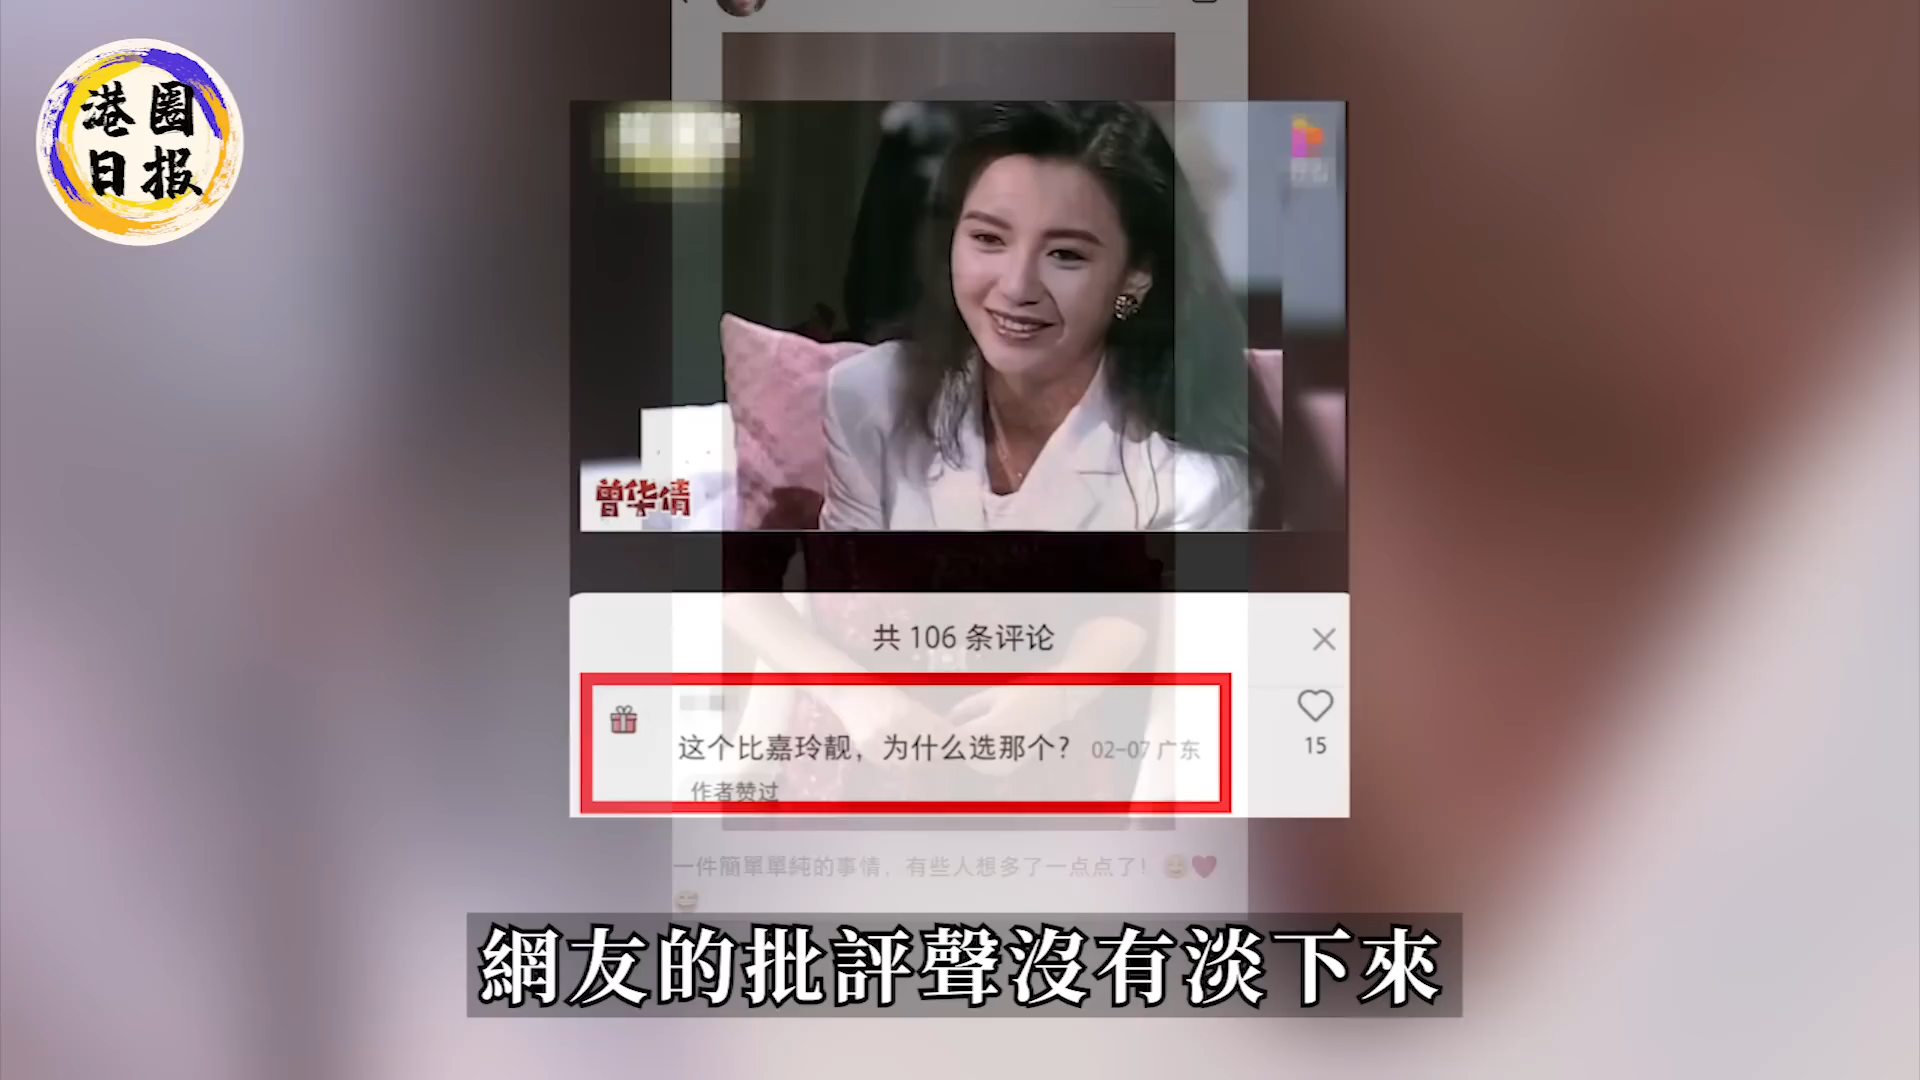 港圈
日报
曾华倩
共 106 条评论
这个比嘉玲靓，为什么选那个？ 02-07 广东
15
作者赞过
一件簡單單純的事情，有些人想多了一点点了！
網友的批評聲沒有淡下來